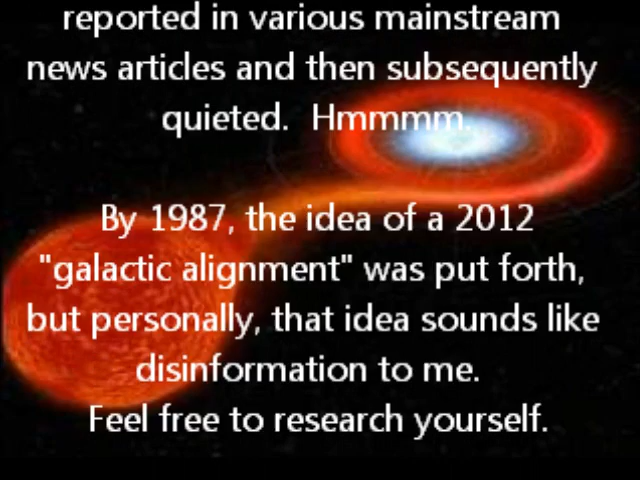 reported in various mainstream
news articles and then subsequently
quieted.  Hmmmm.
By 1987, the idea of a 2012
"galactic alignment" was put forth,
but personally, that idea sounds like
disinformation to me.
Feel free to research yourself.